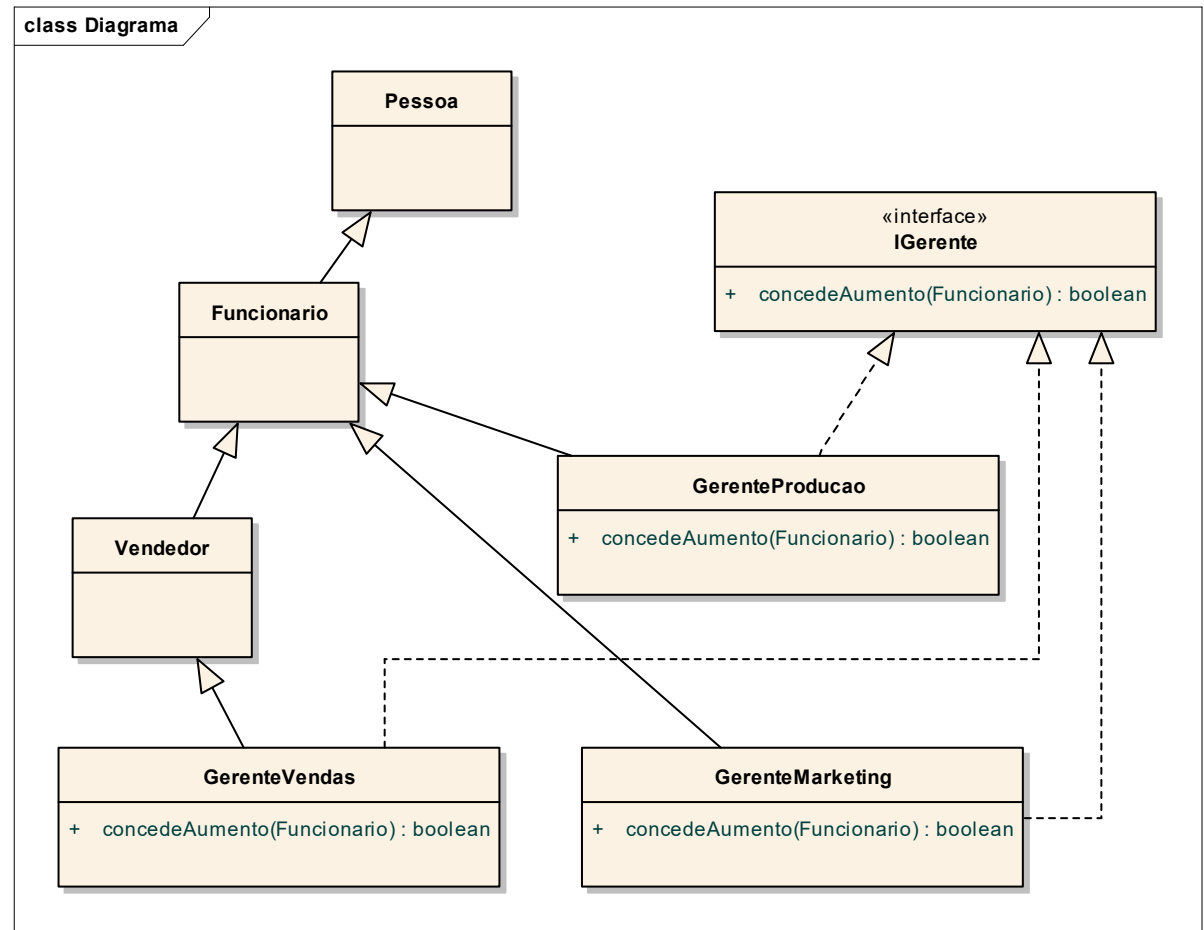 class Diagrama
Pessoa
«interface»
IGerente
+ concedeAumento(Funcionario) : boolean
Funcionario
GerenteProducao
+ concedeAumento(Funcionario) : boolean
Vendedor
GerenteVendas
+ concedeAumento(Funcionario) : boolean
GerenteMarketing
+ concedeAumento(Funcionario) : boolean